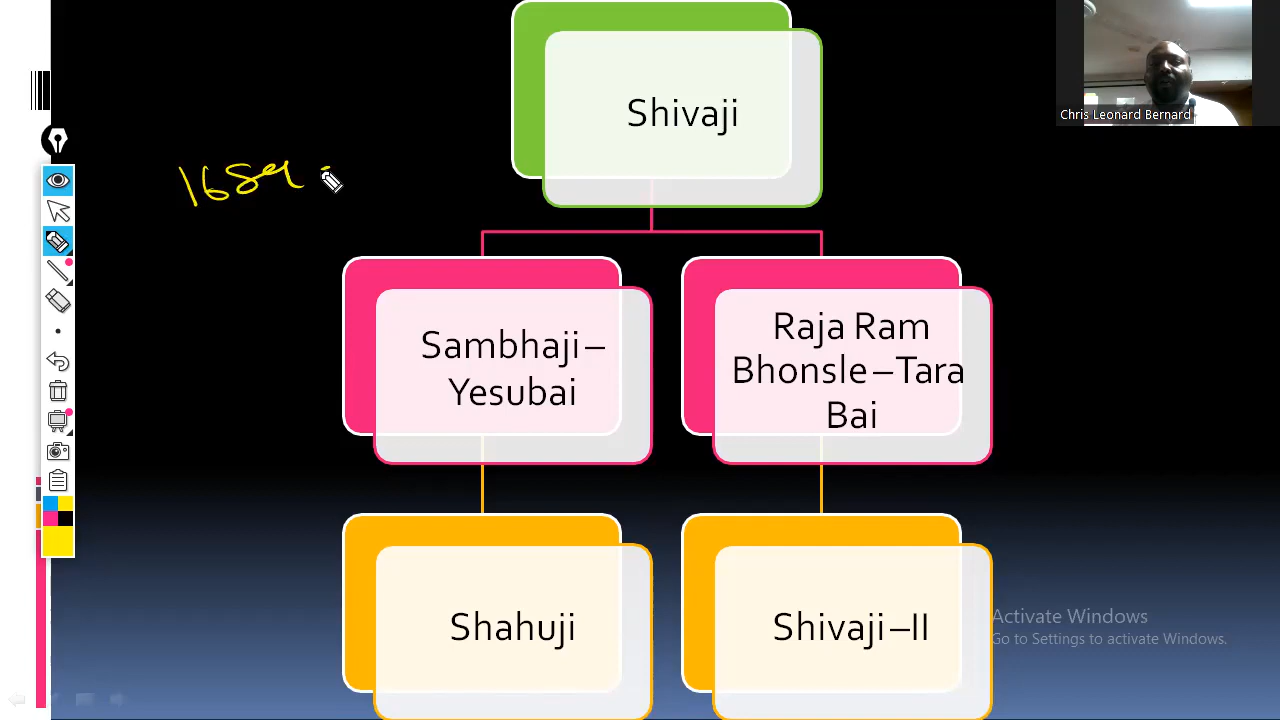 Shivaji
Chris Leonard Bernard
1689
Sambhaji –
Yesubai
Raja Ram
Bhonsle – Tara
Bai
Shahuji
Shivaji –II
Activate Windows
Go to Settings to activate Windows.